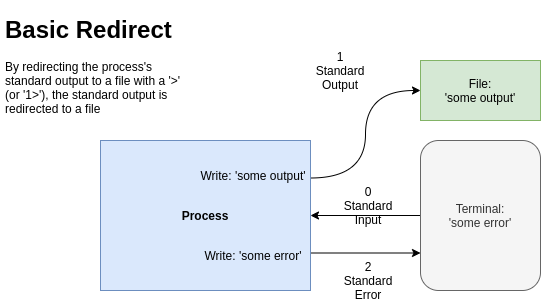 Basic Redirect
By redirecting the process's
standard output to a file with a '>'
(or '1>'), the standard output is
redirected to a file
1
Standard
Output
File:
'some output'
Write: 'some output'
Process
Write: 'some error'
0
Standard
Input
Terminal:
'some error'
2
Standard
Error